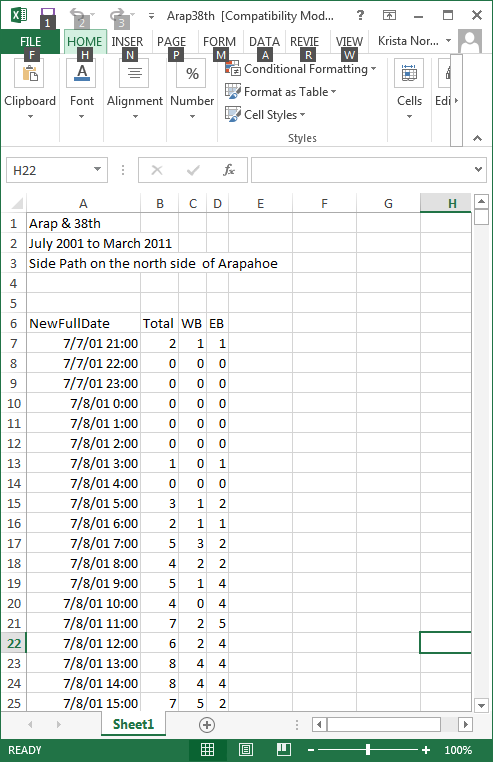 Arap38th [Compatibility Mod... ?
1 2 3
FILE HOME INSER PAGE FORM DATA REVIE VIEW Krista Nor...
F H N P M A R W
Clipboard Font Alignment Number Cells Edi
A %
Conditional Formatting
Format as Table
Cell Styles
Styles
H22 fx
A B C D E F G H
1 Arap & 38th
2 July 2001 to March 2011
3 Side Path on the north side of Arapahoe
4
5
6 NewFullDate Total WB EB
7 7/7/01 21:00 2 1 1
8 7/7/01 22:00 0 0 0
9 7/7/01 23:00 0 0 0
10 7/8/01 0:00 0 0 0
11 7/8/01 1:00 0 0 0
12 7/8/01 2:00 0 0 0
13 7/8/01 3:00 1 0 1
14 7/8/01 4:00 0 0 0
15 7/8/01 5:00 3 1 2
16 7/8/01 6:00 2 1 1
17 7/8/01 7:00 5 3 2
18 7/8/01 8:00 4 2 2
19 7/8/01 9:00 5 1 4
20 7/8/01 10:00 4 0 4
21 7/8/01 11:00 7 2 5
22 7/8/01 12:00 6 2 4
23 7/8/01 13:00 8 4 4
24 7/8/01 14:00 8 4 4
25 7/8/01 15:00 7 5 2
Sheet1
READY 100%